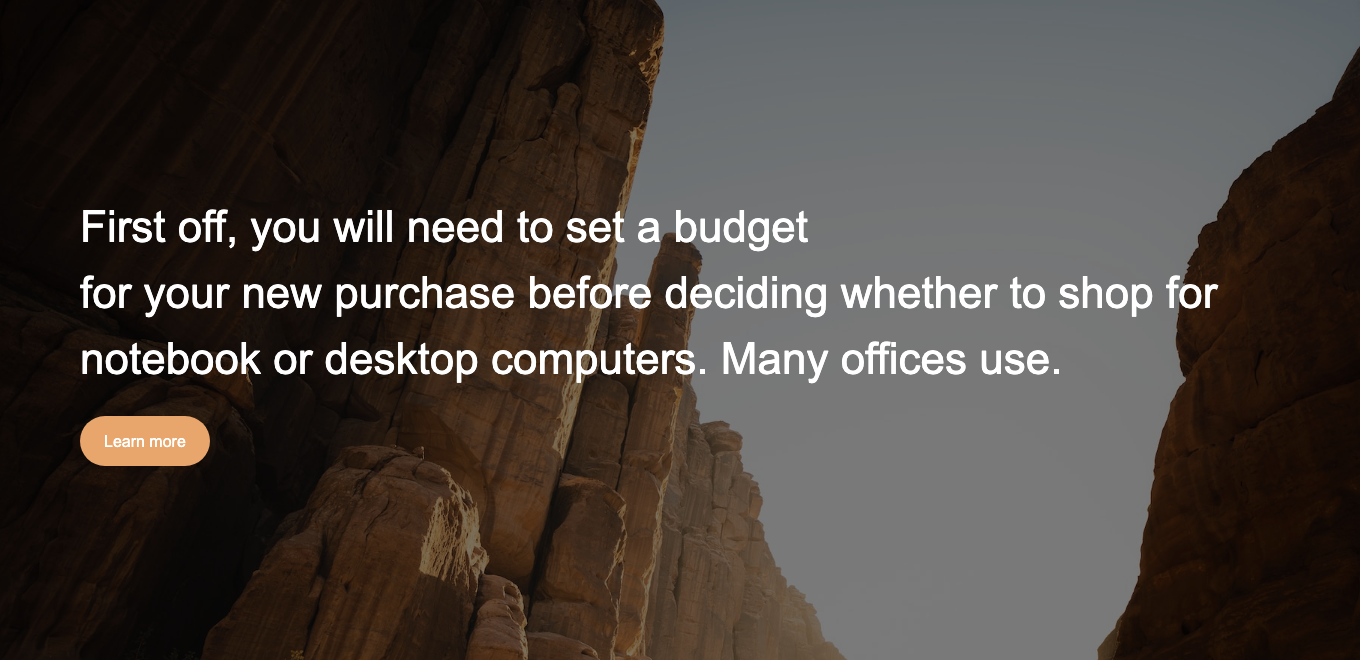 First off, you will need to set a budget
for your new purchase before deciding whether to shop for
notebook or desktop computers. Many offices use.
Learn more